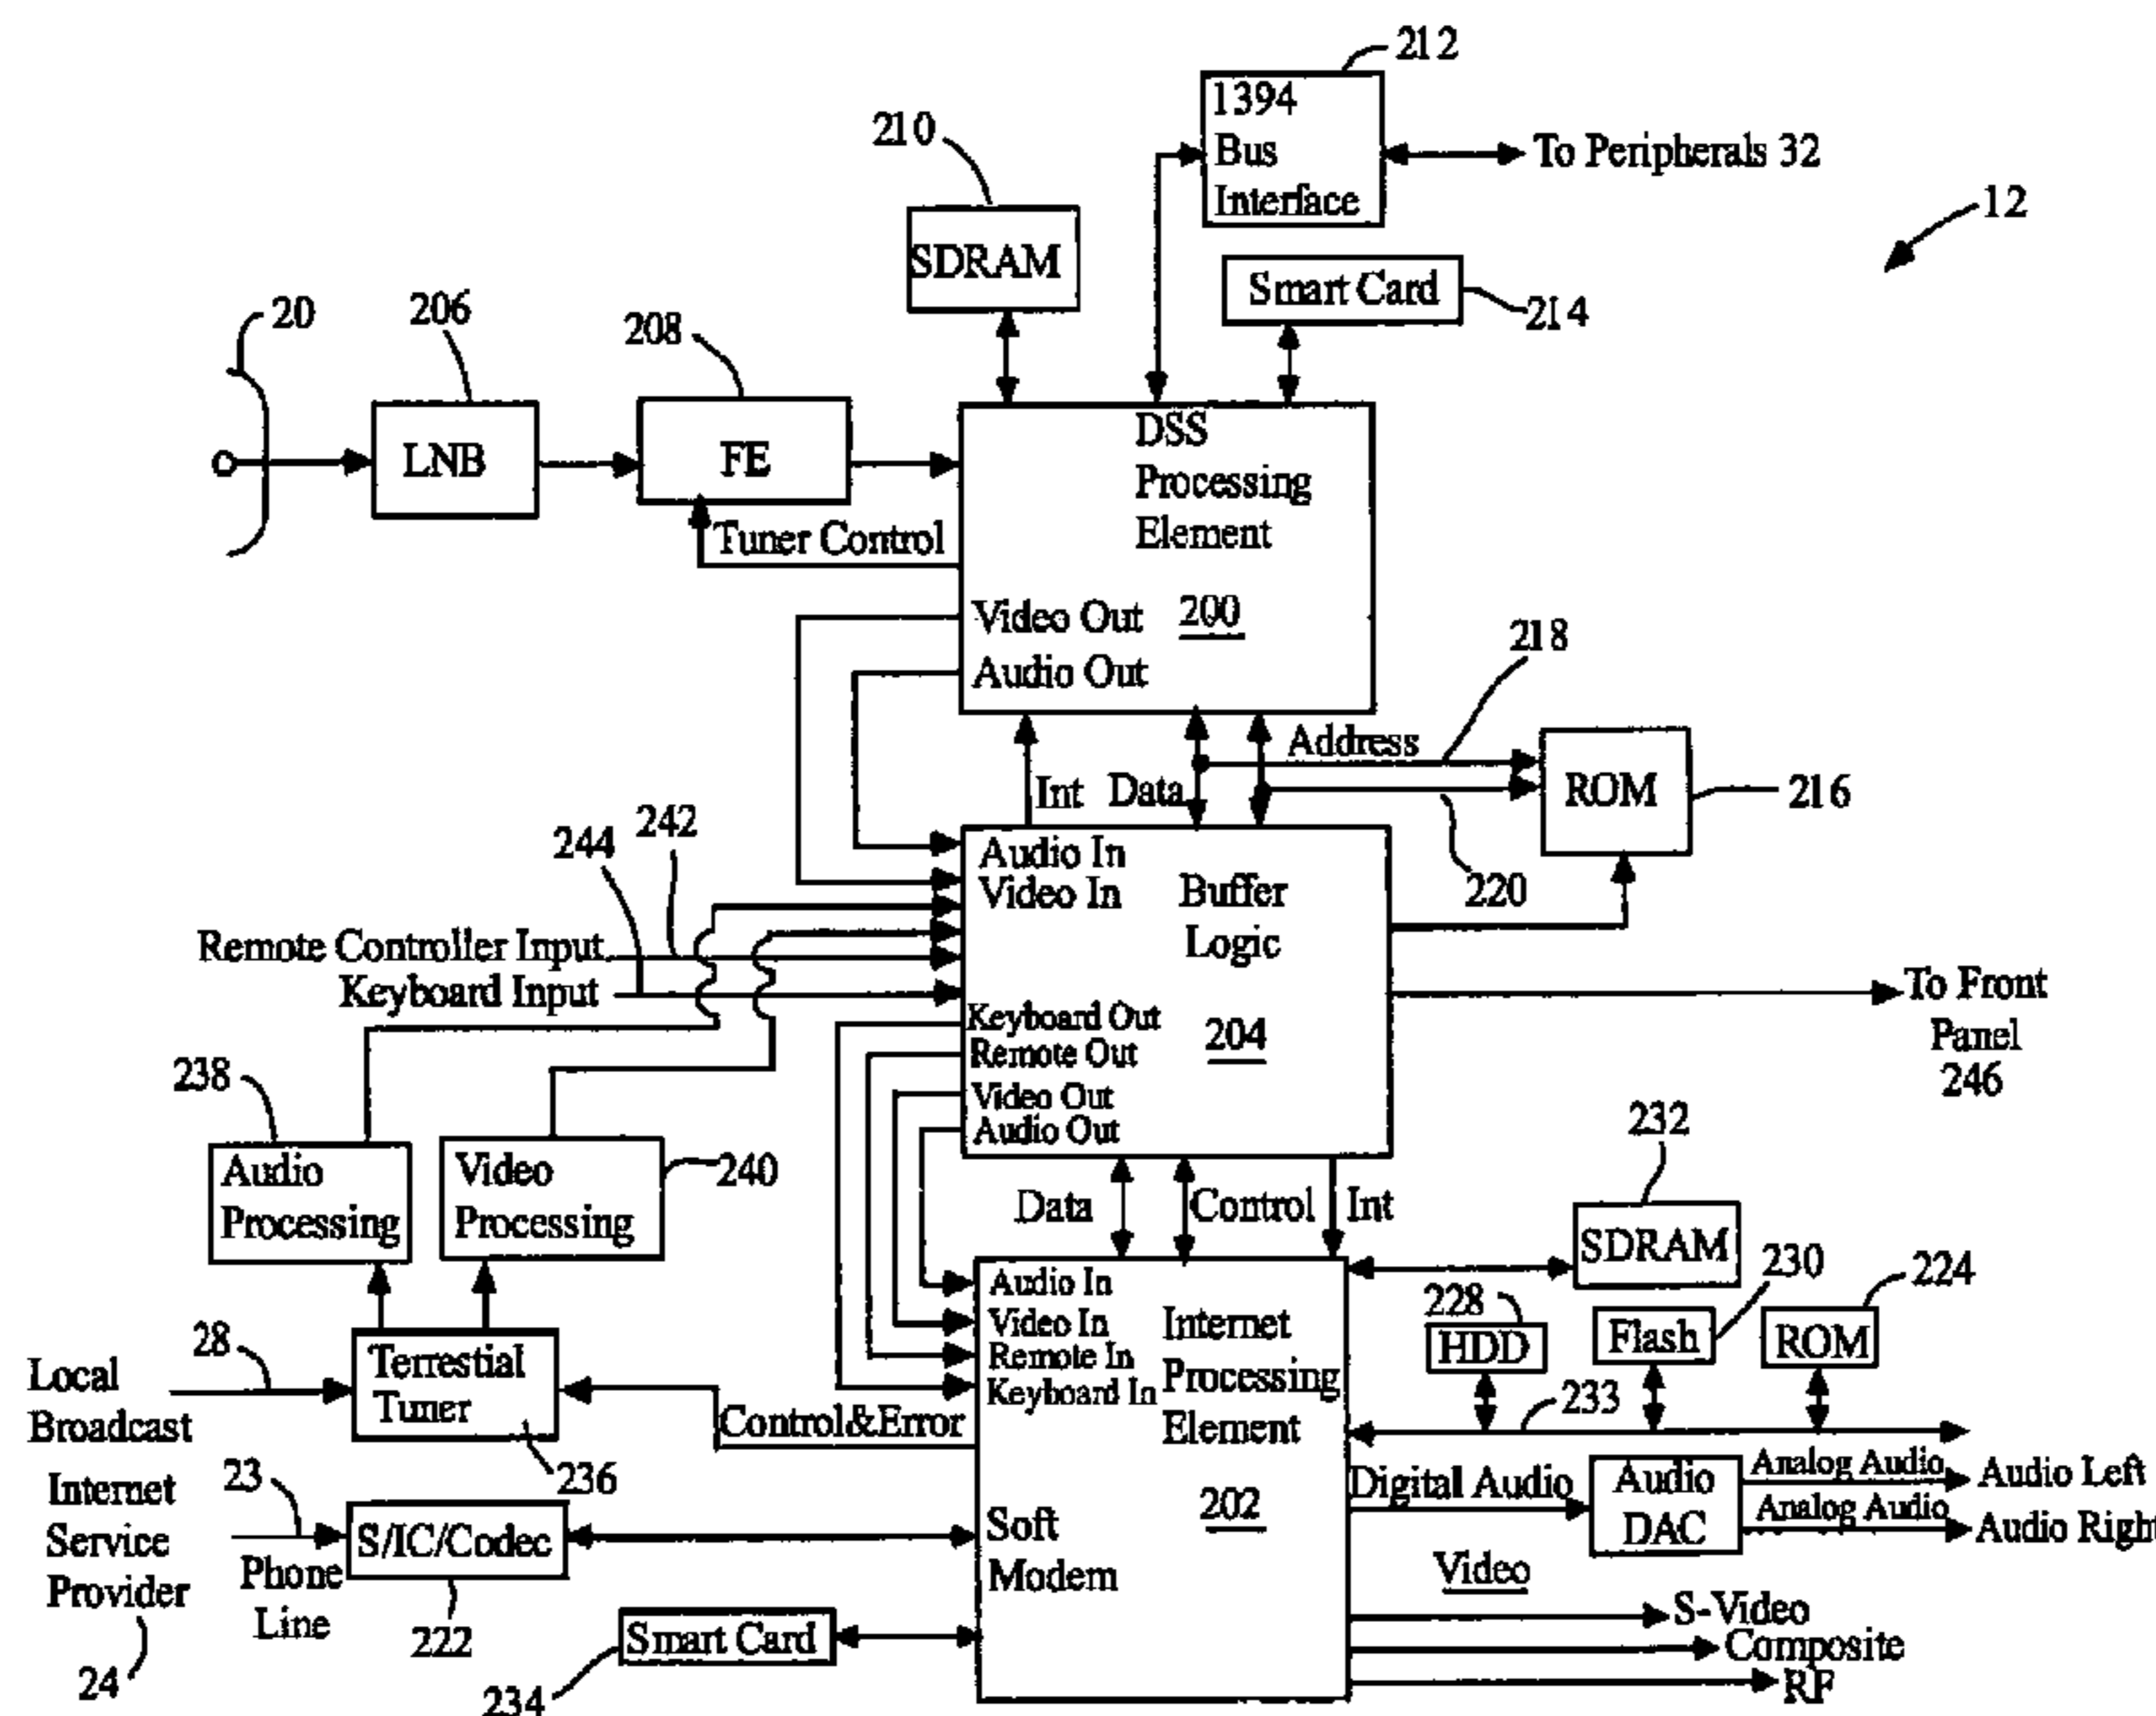 212
1394
Bus
Interface
To Peripherals 32
210
SDRAM
12
Smart Card
214
20
206
208
LNB
FE
DSS
Processing
Element
200
Tuner Control
Video Out
Audio Out
218
Address
Int
Data
ROM
216
220
242
244
Audio In
Video In
Buffer
Logic
204
Remote Controller Input
Keyboard Input
To Front
Panel
246
Keyboard Out
Remote Out
Video Out
Audio Out
238
Audio
Processing
Video
Processing
240
Data
Control
Int
232
SDRAM
230
224
228
HDD
Flash
ROM
233
Audio In
Video In
Remote In
Keyboard In
Internet
Processing
Element
202
28
Local
Broadcast
Terrestial
Tuner
236
Control&Error
Internet
Service
Provider
24
23
Phone
Line
S/IC/Codec
222
Soft
Modem
Smart Card
234
Digital Audio
Audio
DAC
Analog Audio
Audio Left
Analog Audio
Audio Right
Video
S-Video
Composite
RF